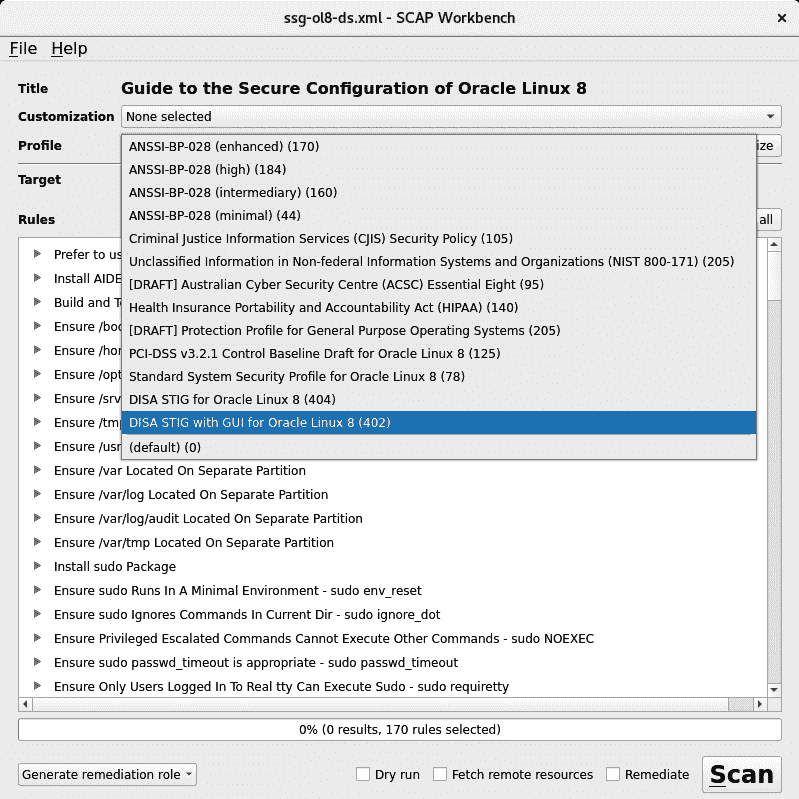 ssg-ol8-ds.xml - SCAP Workbench
File Help
Title Guide to the Secure Configuration of Oracle Linux 8
Customization None selected
Profile ize
ANSSI-BP-028 (enhanced) (170)
ANSSI-BP-028 (high) (184)
Target
ANSSI-BP-028 (intermediary) (160)
ANSSI-BP-028 (minimal) (44)
Rules all
Criminal Justice Information Services (CJIS) Security Policy (105)
Prefer to us
Unclassified Information in Non-federal Information Systems and Organizations (NIST 800-171) (205)
Install AIDE
[DRAFT] Australian Cyber Security Centre (ACSC) Essential Eight (95)
Build and T
Health Insurance Portability and Accountability Act (HIPAA) (140)
Ensure /boo
[DRAFT] Protection Profile for General Purpose Operating Systems (205)
Ensure /hor
PCI-DSS v3.2.1 Control Baseline Draft for Oracle Linux 8 (125)
Ensure /opt
Standard System Security Profile for Oracle Linux 8 (78)
Ensure /srv
DISA STIG for Oracle Linux 8 (404)
Ensure /tmp
DISA STIG with GUI for Oracle Linux 8 (402)
Ensure /usr
(default) (0)
Ensure /var Located On Separate Partition
Ensure /var/log Located On Separate Partition
Ensure /var/log/audit Located On Separate Partition
Ensure /var/tmp Located On Separate Partition
Install sudo Package
Ensure sudo Runs In A Minimal Environment - sudo env_reset
Ensure sudo Ignores Commands In Current Dir - sudo ignore_dot
Ensure Privileged Escalated Commands Cannot Execute Other Commands - sudo NOEXEC
Ensure sudo passwd_timeout is appropriate - sudo passwd_timeout
Ensure Only Users Logged In To Real tty Can Execute Sudo - sudo requiretty
0% (0 results, 170 rules selected)
Generate remediation role Dry run Fetch remote resources Remediate Scan